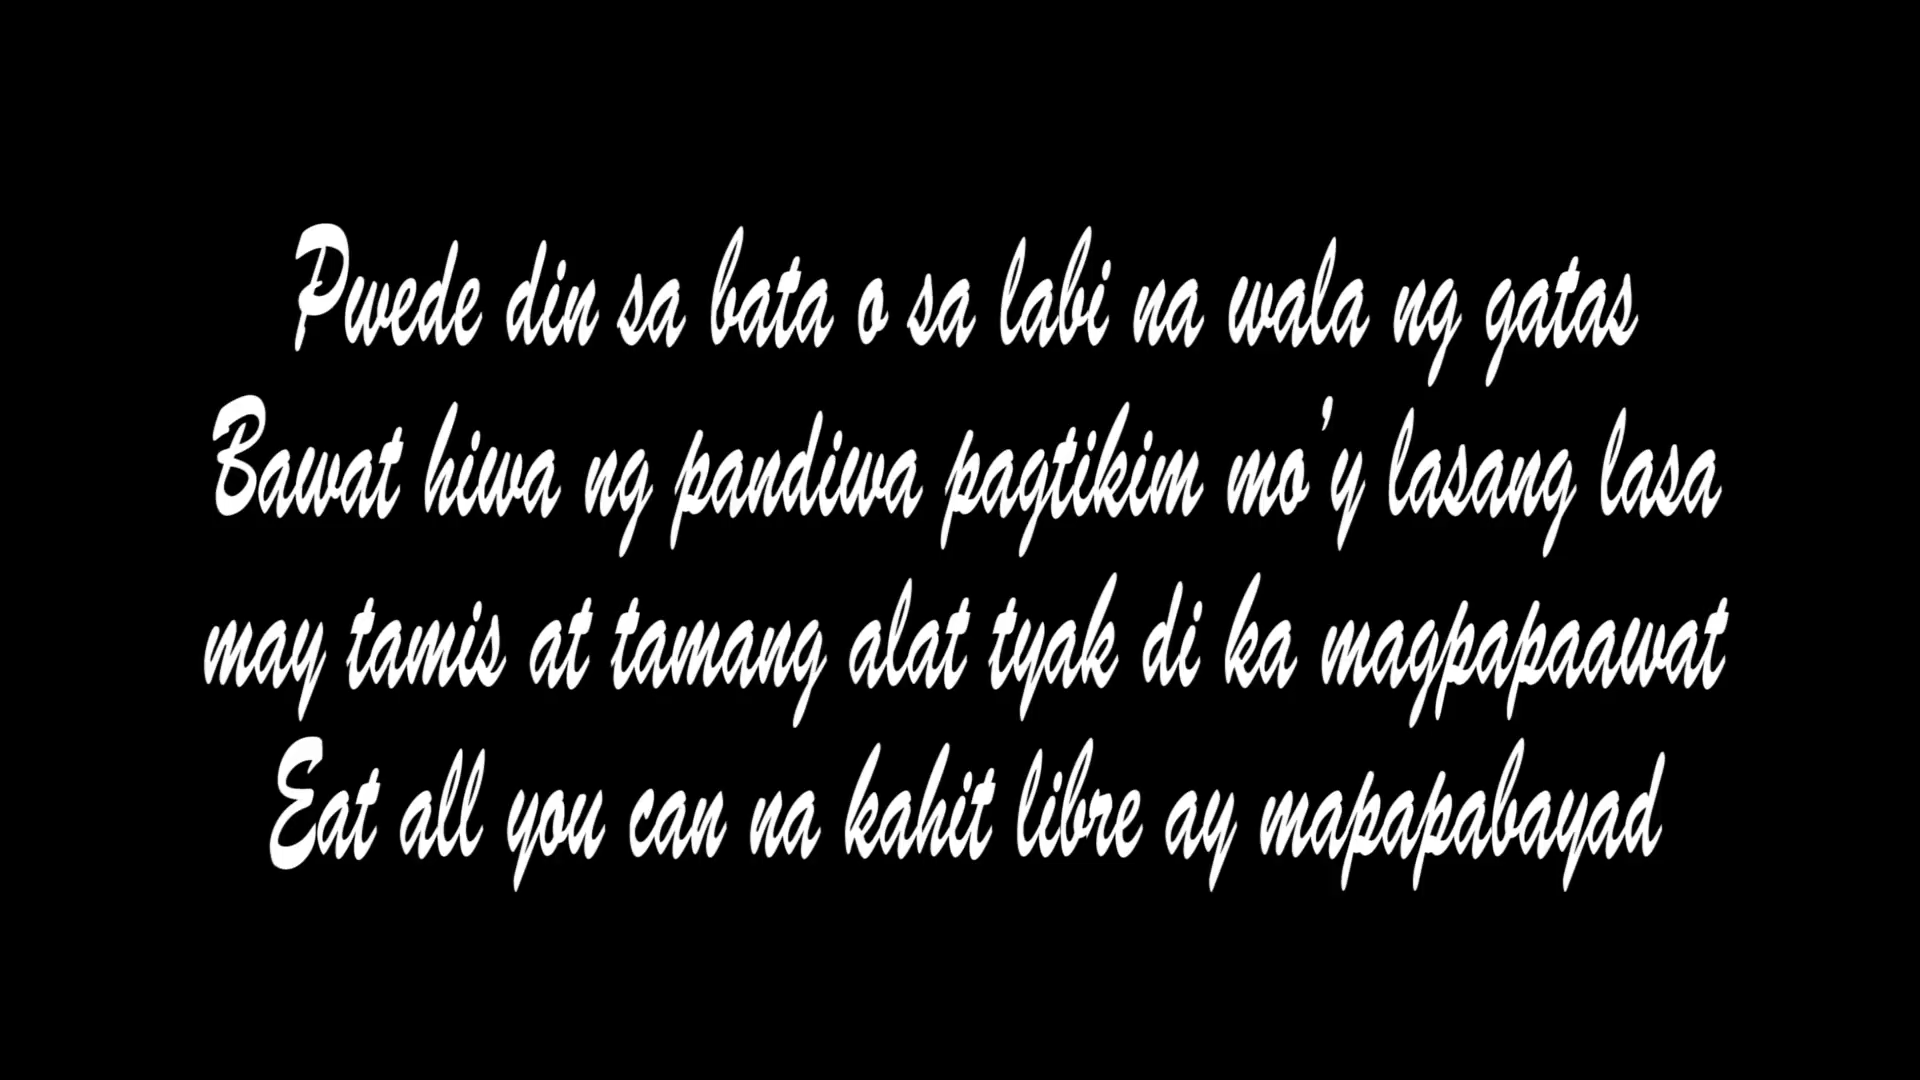 Pwede din sa bata o sa labi na wala ng gatas
Bawat hiwa ng pandiwa pagtikim mo'y lasang lasa
may tamis at tamang alat tyak di ka magpapaawat
Eat all you can na kahit libre ay mapapabayad